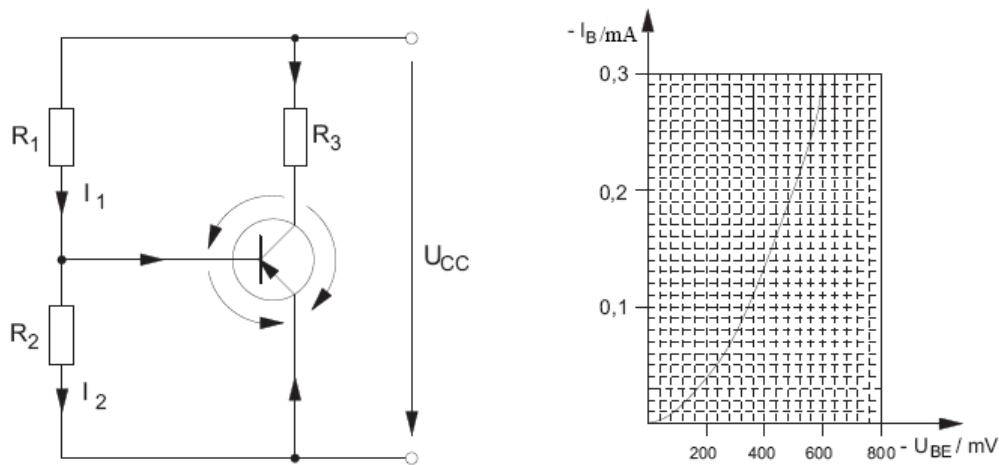 R1
I1
R2
I2
R3
UCC
- IB /mA
0,3
0,2
0,1
200 400 600 800 - UBE / mV